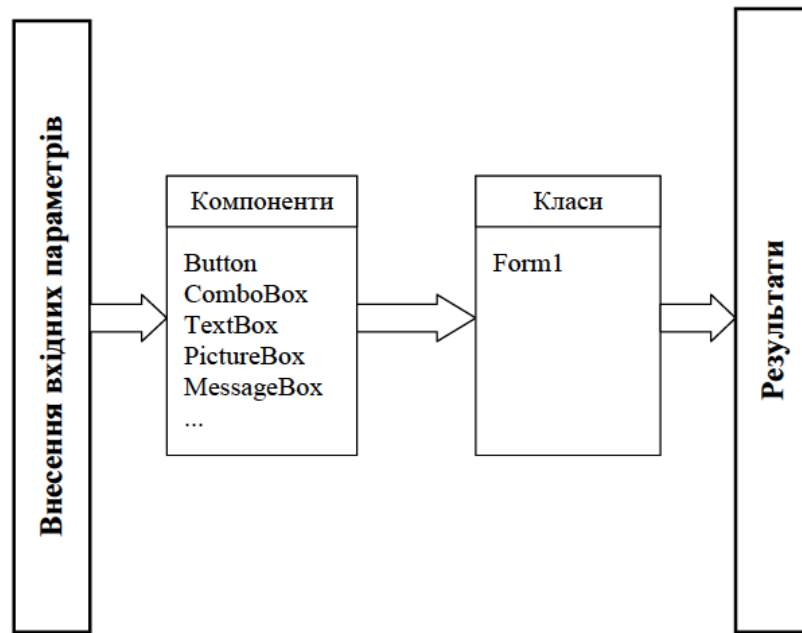 Внесення вхідних параметрів
Компоненти
Button
ComboBox
TextBox
PictureBox
MessageBox
...
Класи
Form1
Результати